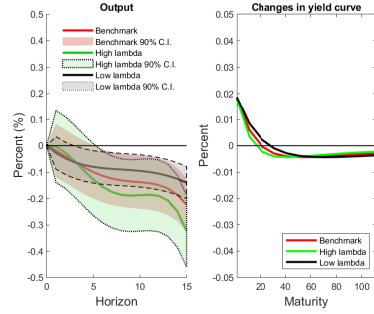 Output
Changes in yield curve
0.5
0.4
0.3
0.2
0.1
0
-0.1
-0.2
-0.3
-0.4
-0.5
Percent (%)
Benchmark
Benchmark 90% C.I.
High lambda
High lambda 90% C.I.
Low lambda
Low lambda 90% C.I.
0 5 10 15
Horizon
0.05
0.04
0.03
0.02
0.01
0
-0.01
-0.02
-0.03
-0.04
-0.05
Percent
Benchmark
High lambda
Low lambda
20 40 60 80 100
Maturity